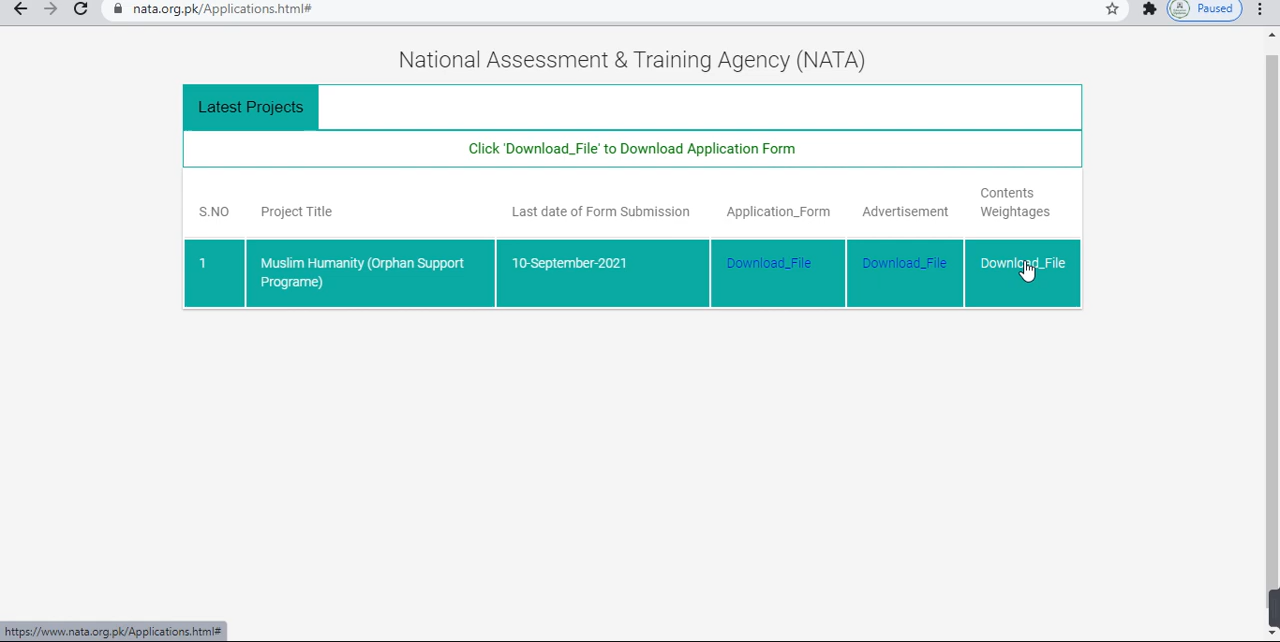 nata.org.pk/Applications.html#
Paused
National Assessment & Training Agency (NATA)
Latest Projects
Click 'Download_File' to Download Application Form
S.NO
Project Title
Last date of Form Submission
Application_Form
Advertisement
Contents
Weightages
1
Muslim Humanity (Orphan Support
Programe)
10-September-2021
Download_File
Download_File
Download_File
https://www.nata.org.pk/Applications.html#